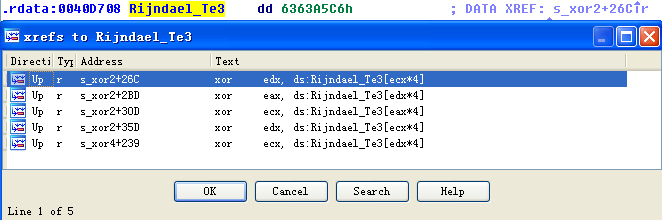 .rdata:0040D708 Rijndael_Te3 dd 6363A5C6h ; DATA XREF: s_xor2+26C↑r
xrefs to Rijndael_Te3
Directi Typ Address Text
Up r s_xor2+26C xor edx, ds:Rijndael_Te3[ecx*4]
Up r s_xor2+2BD xor eax, ds:Rijndael_Te3[edx*4]
Up r s_xor2+30D xor ecx, ds:Rijndael_Te3[eax*4]
Up r s_xor2+35D xor edx, ds:Rijndael_Te3[ecx*4]
Up r s_xor4+239 xor ecx, ds:Rijndael_Te3[edx*4]
OK Cancel Search Help
Line 1 of 5